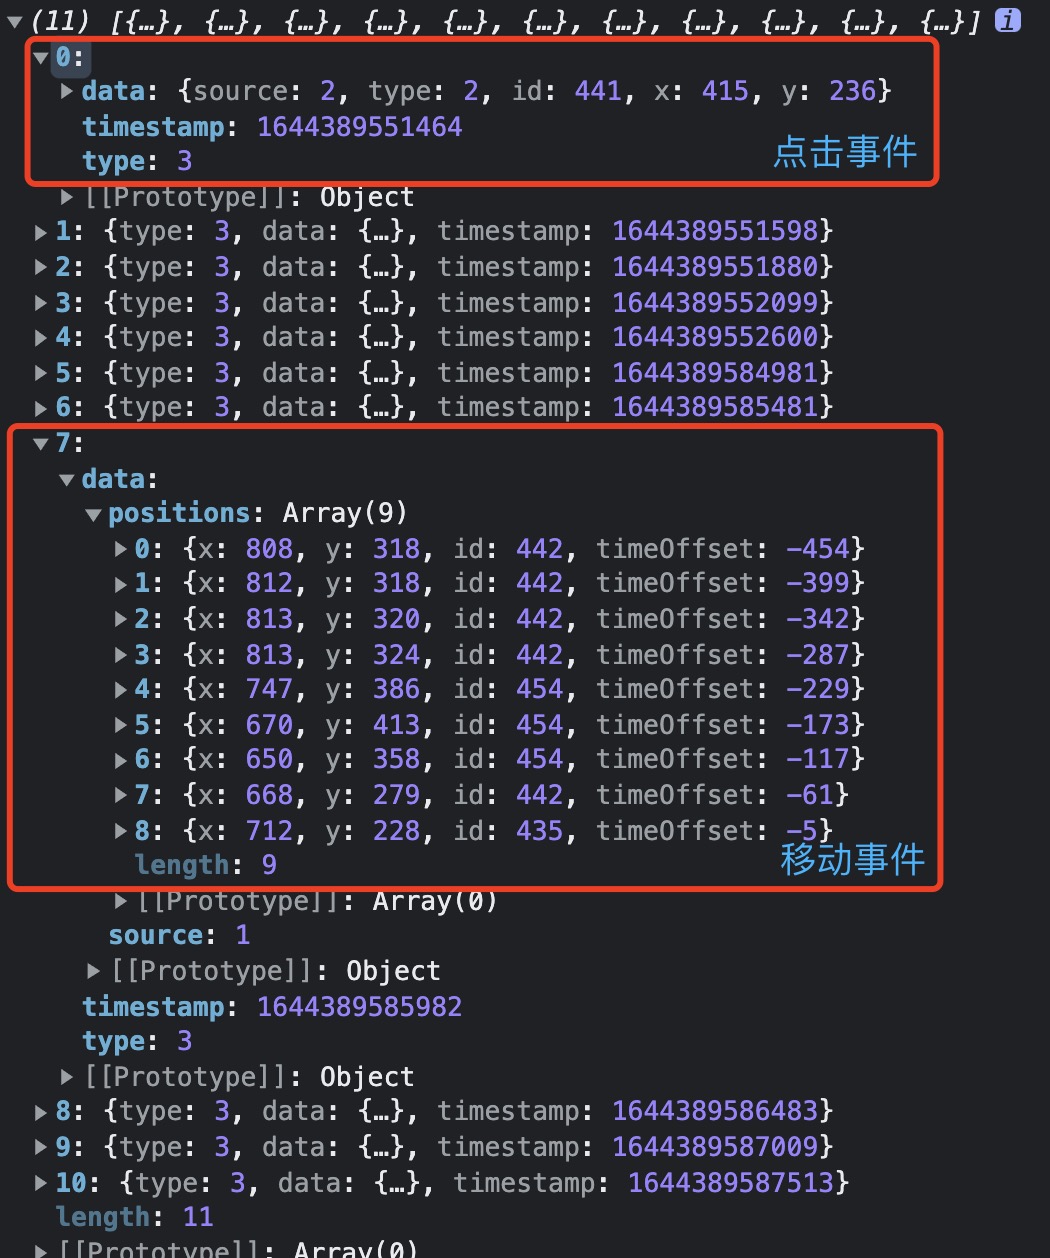 ▼(11) [{…}, {…}, {…}, {…}, {…}, {…}, {…}, {…}, {…}, {…}, {…}] i
▼0:
▶data: {source: 2, type: 2, id: 441, x: 415, y: 236}
timestamp: 1644389551464
type: 3
点击事件
▶[[Prototype]]: Object
▶1: {type: 3, data: {…}, timestamp: 1644389551598}
▶2: {type: 3, data: {…}, timestamp: 1644389551880}
▶3: {type: 3, data: {…}, timestamp: 1644389552099}
▶4: {type: 3, data: {…}, timestamp: 1644389552600}
▶5: {type: 3, data: {…}, timestamp: 1644389584981}
▶6: {type: 3, data: {…}, timestamp: 1644389585481}
▼7:
▼data:
▼positions: Array(9)
▶0: {x: 808, y: 318, id: 442, timeOffset: -454}
▶1: {x: 812, y: 318, id: 442, timeOffset: -399}
▶2: {x: 813, y: 320, id: 442, timeOffset: -342}
▶3: {x: 813, y: 324, id: 442, timeOffset: -287}
▶4: {x: 747, y: 386, id: 454, timeOffset: -229}
▶5: {x: 670, y: 413, id: 454, timeOffset: -173}
▶6: {x: 650, y: 358, id: 454, timeOffset: -117}
▶7: {x: 668, y: 279, id: 442, timeOffset: -61}
▶8: {x: 712, y: 228, id: 435, timeOffset: -5}
length: 9
移动事件
▶[[Prototype]]: Array(0)
source: 1
▶[[Prototype]]: Object
timestamp: 1644389585982
type: 3
▶[[Prototype]]: Object
▶8: {type: 3, data: {…}, timestamp: 1644389586483}
▶9: {type: 3, data: {…}, timestamp: 1644389587009}
▶10: {type: 3, data: {…}, timestamp: 1644389587513}
length: 11
▶[[Prototype]]: Array(0)